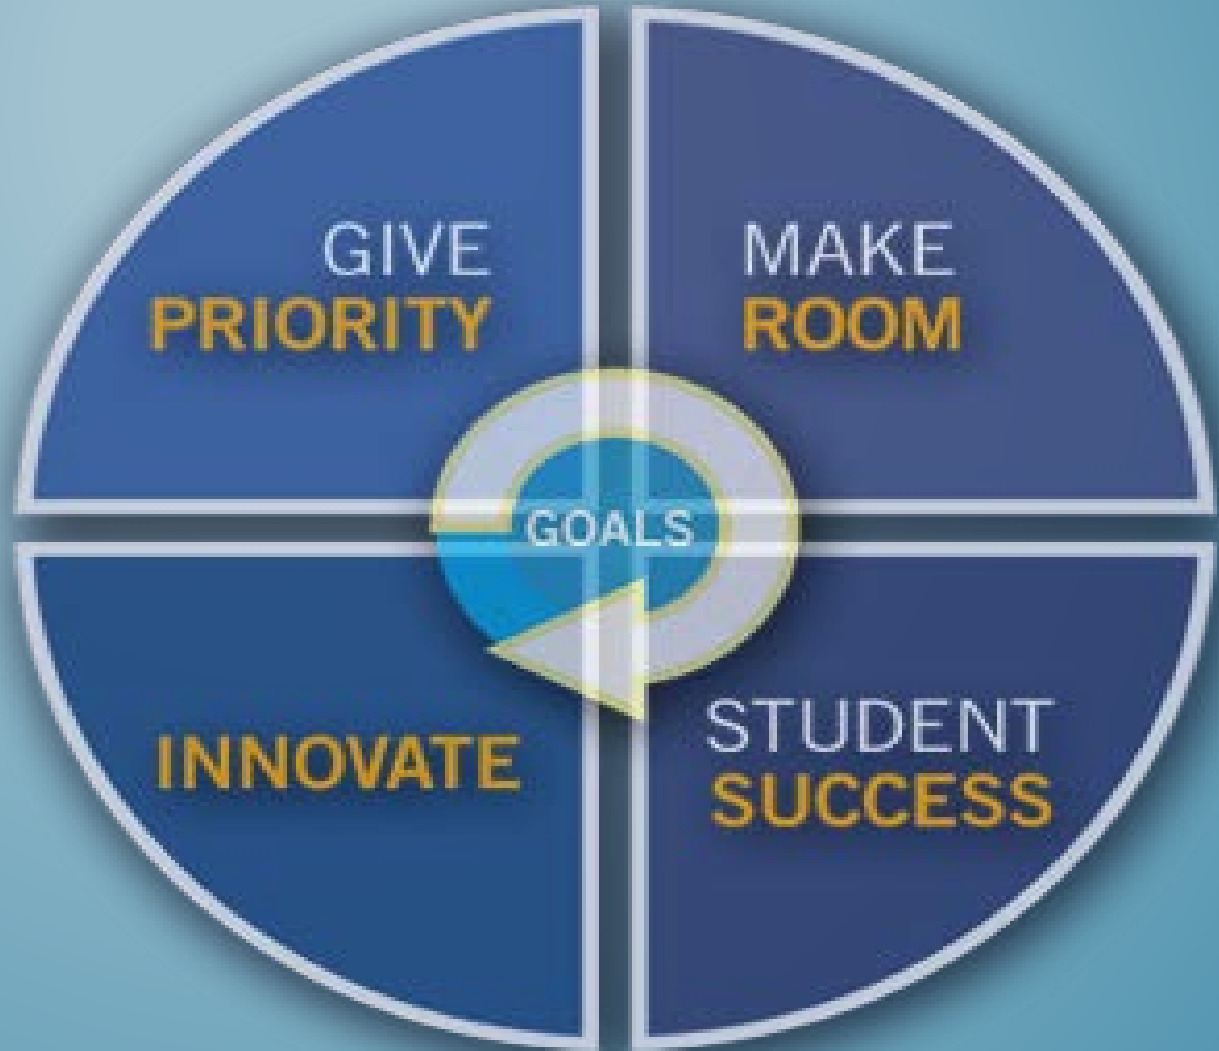 GIVE
PRIORITY
MAKE
ROOM
GOALS
INNOVATE
STUDENT
SUCCESS